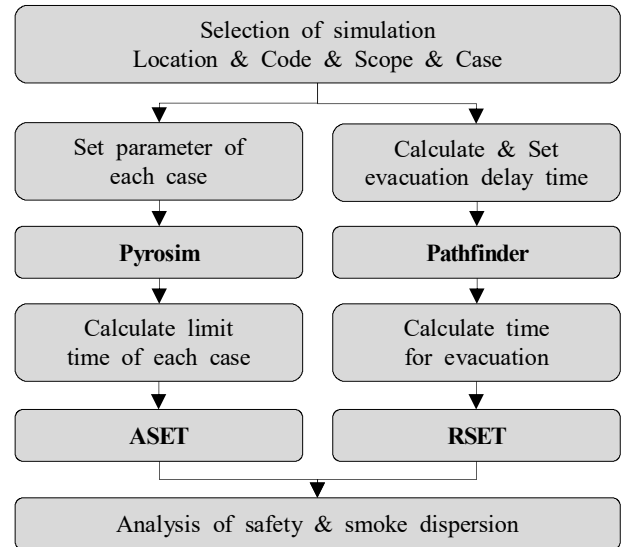 Selection of simulation
Location & Code & Scope & Case
Set parameter of
each case
Calculate & Set
evacuation delay time
Pyrosim
Pathfinder
Calculate limit
time of each case
Calculate time
for evacuation
ASET
RSET
Analysis of safety & smoke dispersion